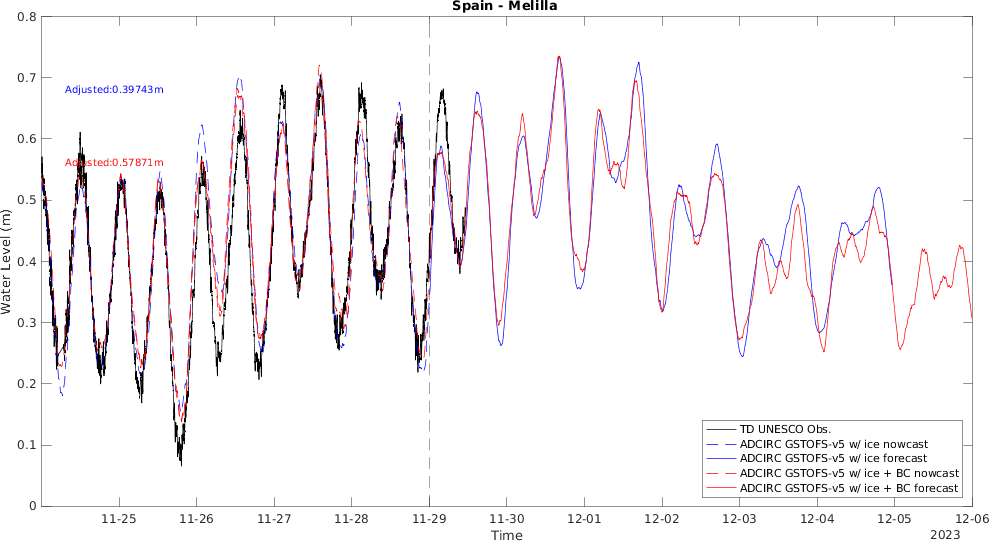 Spain - Melilla
0.8
0.7
0.6
0.5
0.4
0.3
0.2
0.1
0
Water Level (m)
Adjusted:0.39743m
Adjusted:0.57871m
TD UNESCO Obs.
ADCIRC GSTOFS-v5 w/ ice nowcast
ADCIRC GSTOFS-v5 w/ ice forecast
ADCIRC GSTOFS-v5 w/ ice + BC nowcast
ADCIRC GSTOFS-v5 w/ ice + BC forecast
11-25 11-26 11-27 11-28 11-29 11-30 12-01 12-02 12-03 12-04 12-05 12-06
Time
2023